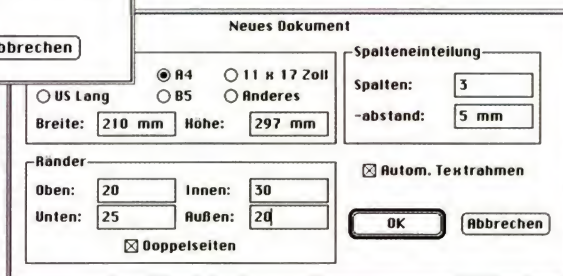 Abbrechen
Neues Dokument
A4 11 x 17 Zoll
US Lang B5 Anderes
Breite: 210 mm Höhe: 297 mm
Spalteneinteilung
Spalten: 3
-abstand: 5 mm
Ränder
Oben: 20 Innen: 30
Unten: 25 Außen: 20
Doppelseiten
Autom. Textrahmen
OK Abbrechen